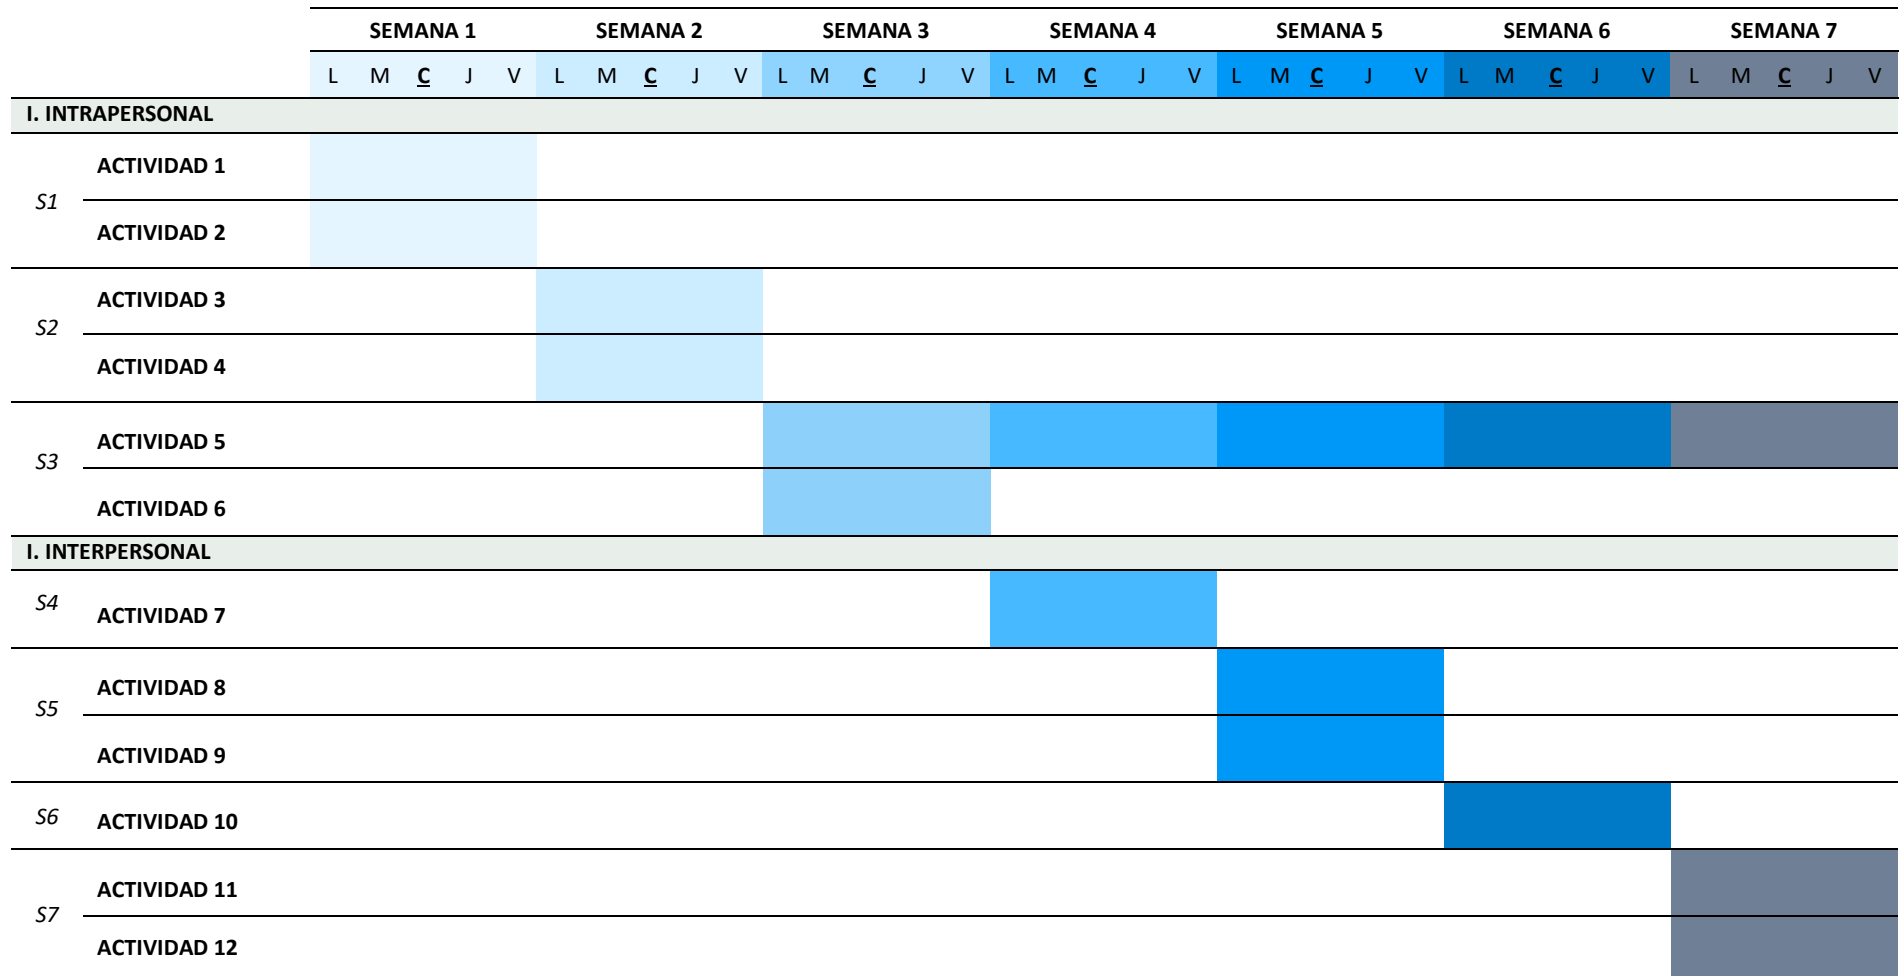 SEMANA 1 SEMANA 2 SEMANA 3 SEMANA 4 SEMANA 5 SEMANA 6 SEMANA 7
L M C J V L M C J V L M C J V L M C J V L M C J V L M C J V L M C J V
I. INTRAPERSONAL
S1
ACTIVIDAD 1
ACTIVIDAD 2
S2
ACTIVIDAD 3
ACTIVIDAD 4
S3
ACTIVIDAD 5
ACTIVIDAD 6
I. INTERPERSONAL
S4
ACTIVIDAD 7
S5
ACTIVIDAD 8
ACTIVIDAD 9
S6
ACTIVIDAD 10
S7
ACTIVIDAD 11
ACTIVIDAD 12